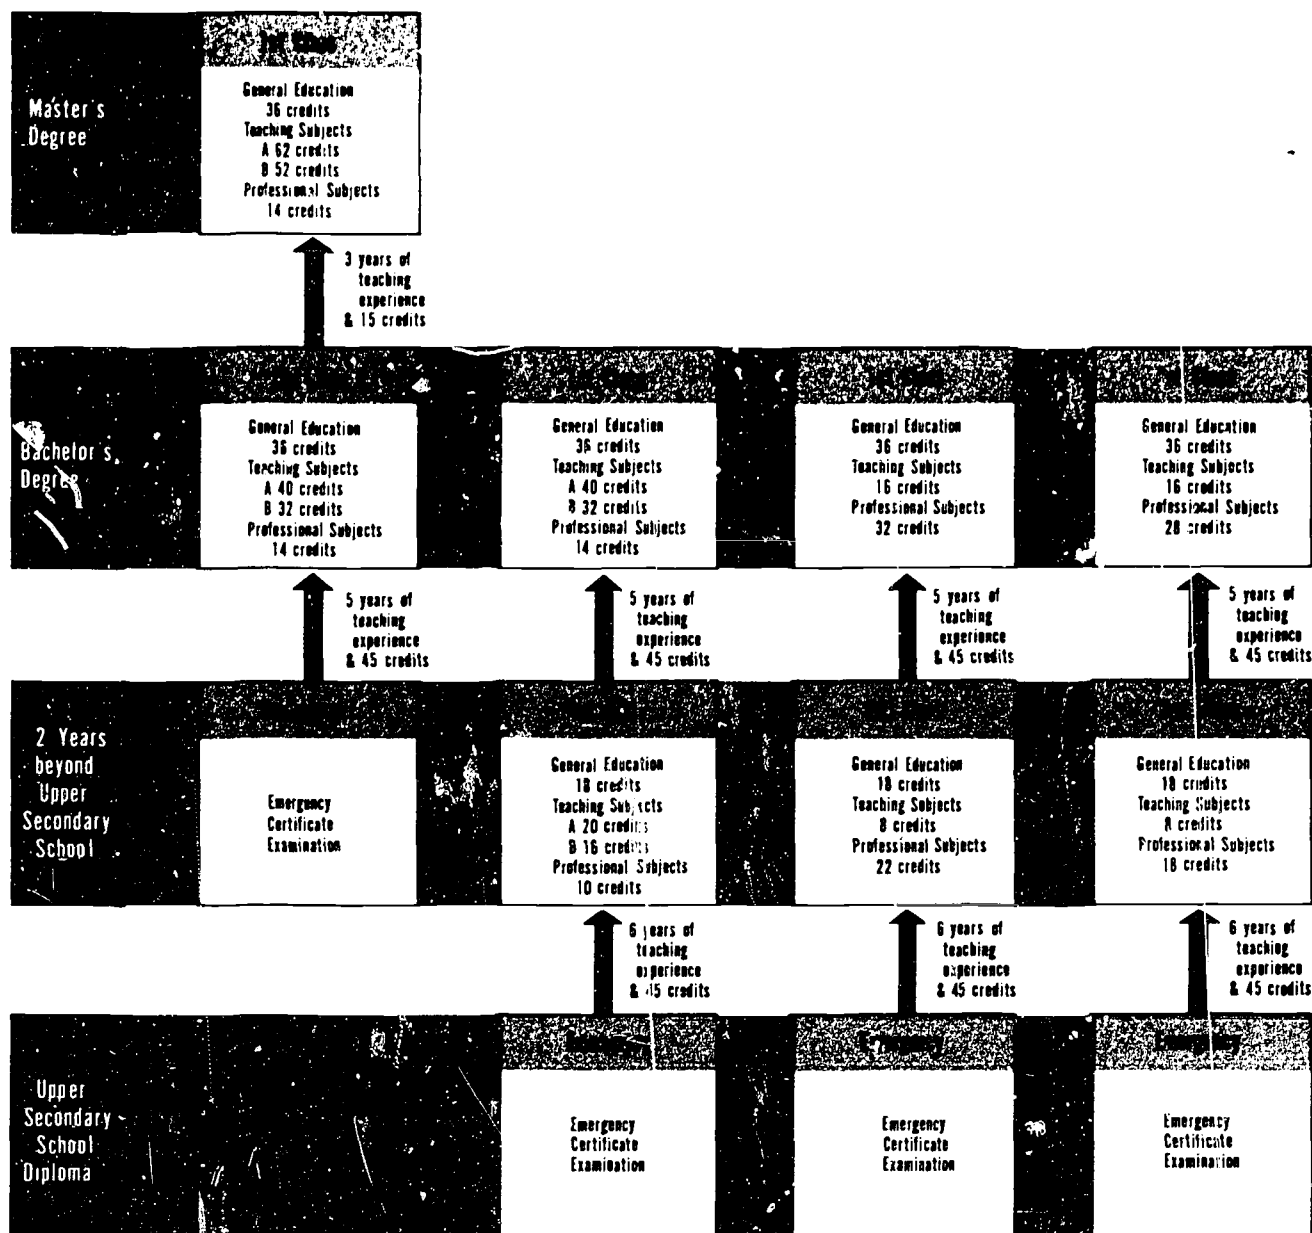 1st Class
Master's
Degree
General Education
36 credits
Teaching Subjects
A 62 credits
B 52 credits
Professional Subjects
14 credits
3 years of
teaching
experience
& 15 credits
Bachelor's
Degree
General Education
36 credits
Teaching Subjects
A 40 credits
B 32 credits
Professional Subjects
14 credits
General Education
36 credits
Teaching Subjects
A 40 credits
B 32 credits
Professional Subjects
14 credits
General Education
36 credits
Teaching Subjects
16 credits
Professional Subjects
32 credits
General Education
36 credits
Teaching Subjects
16 credits
Professional Subjects
28 credits
5 years of
teaching
experience
& 45 credits
5 years of
teaching
experience
& 45 credits
5 years of
teaching
experience
& 45 credits
5 years of
teaching
experience
& 45 credits
2 Years
beyond
Upper
Secondary
School
Emergency
Certificate
Examination
General Education
18 credits
Teaching Subjects
A 20 credits
B 16 credits
Professional Subjects
10 credits
General Education
18 credits
Teaching Subjects
8 credits
Professional Subjects
22 credits
General Education
18 credits
Teaching Subjects
8 credits
Professional Subjects
18 credits
6 years of
teaching
experience
& 45 credits
6 years of
teaching
experience
& 45 credits
6 years of
teaching
experience
& 45 credits
Upper
Secondary
School
Diploma
Emergency
Certificate
Examination
Emergency
Emergency
Certificate
Examination
Emergency
Emergency
Certificate
Examination